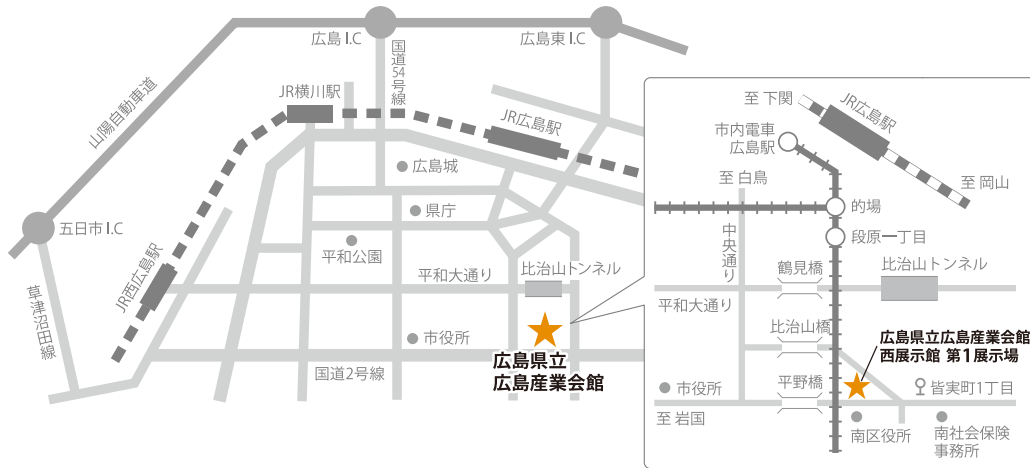 広島 I.C
広島東 I.C
国道54号線
山陽自動車道
JR横川駅
JR広島駅
広島城
県庁
五日市 I.C
平和公園
JR西広島駅
平和大通り
比治山トンネル
草津沼田線
市役所
国道2号線
広島県立
広島産業会館
至 下関
JR広島駅
市内電車
広島駅
至 白鳥
至 岡山
的場
段原一丁目
中央通り
鶴見橋
比治山トンネル
平和大通り
比治山橋
広島県立広島産業会館
西展示館 第1展示場
市役所
平野橋
皆実町1丁目
至 岩国
南区役所
南社会保険
事務所